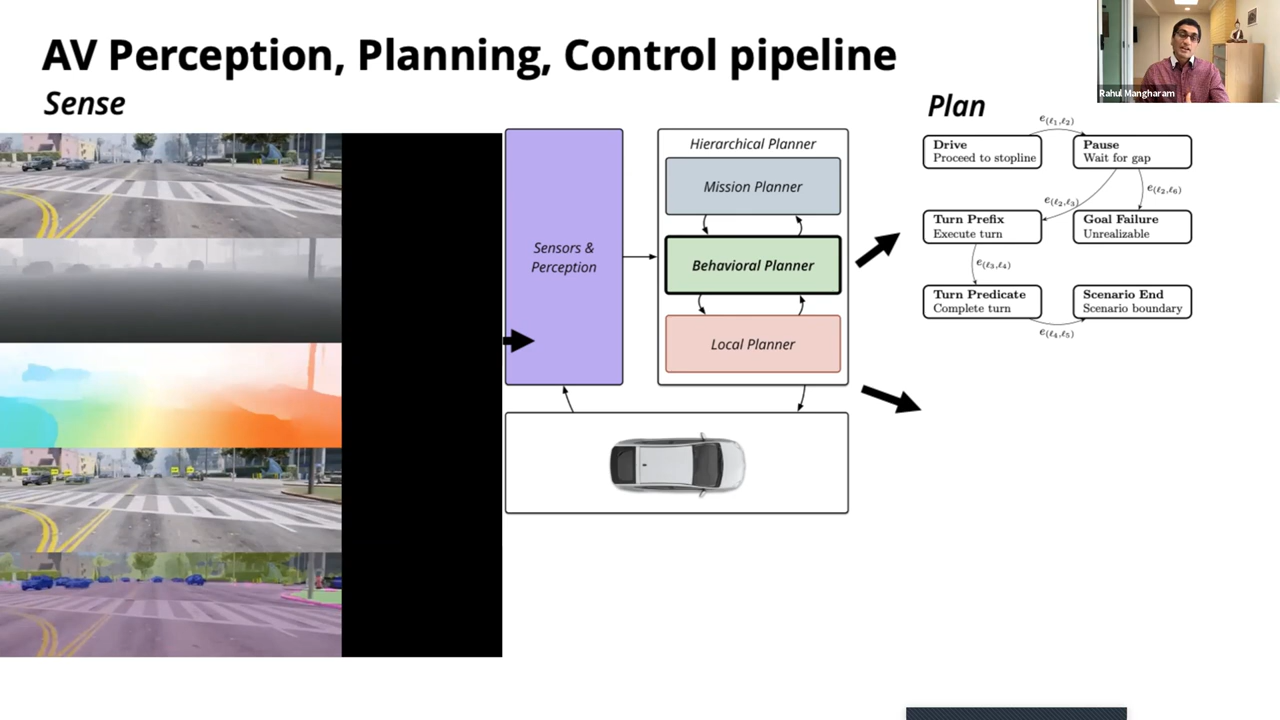 AV Perception, Planning, Control pipeline
Sense
Rahul Mangharam
Plan
Sensors &
Perception
Hierarchical Planner
Mission Planner
Behavioral Planner
Local Planner
e(ℓ1,ℓ2)
Drive
Proceed to stopline
Pause
Wait for gap
e(ℓ2,ℓ3)
e(ℓ2,ℓ6)
Turn Prefix
Execute turn
Goal Failure
Unrealizable
e(ℓ3,ℓ4)
Turn Predicate
Complete turn
Scenario End
Scenario boundary
e(ℓ4,ℓ5)